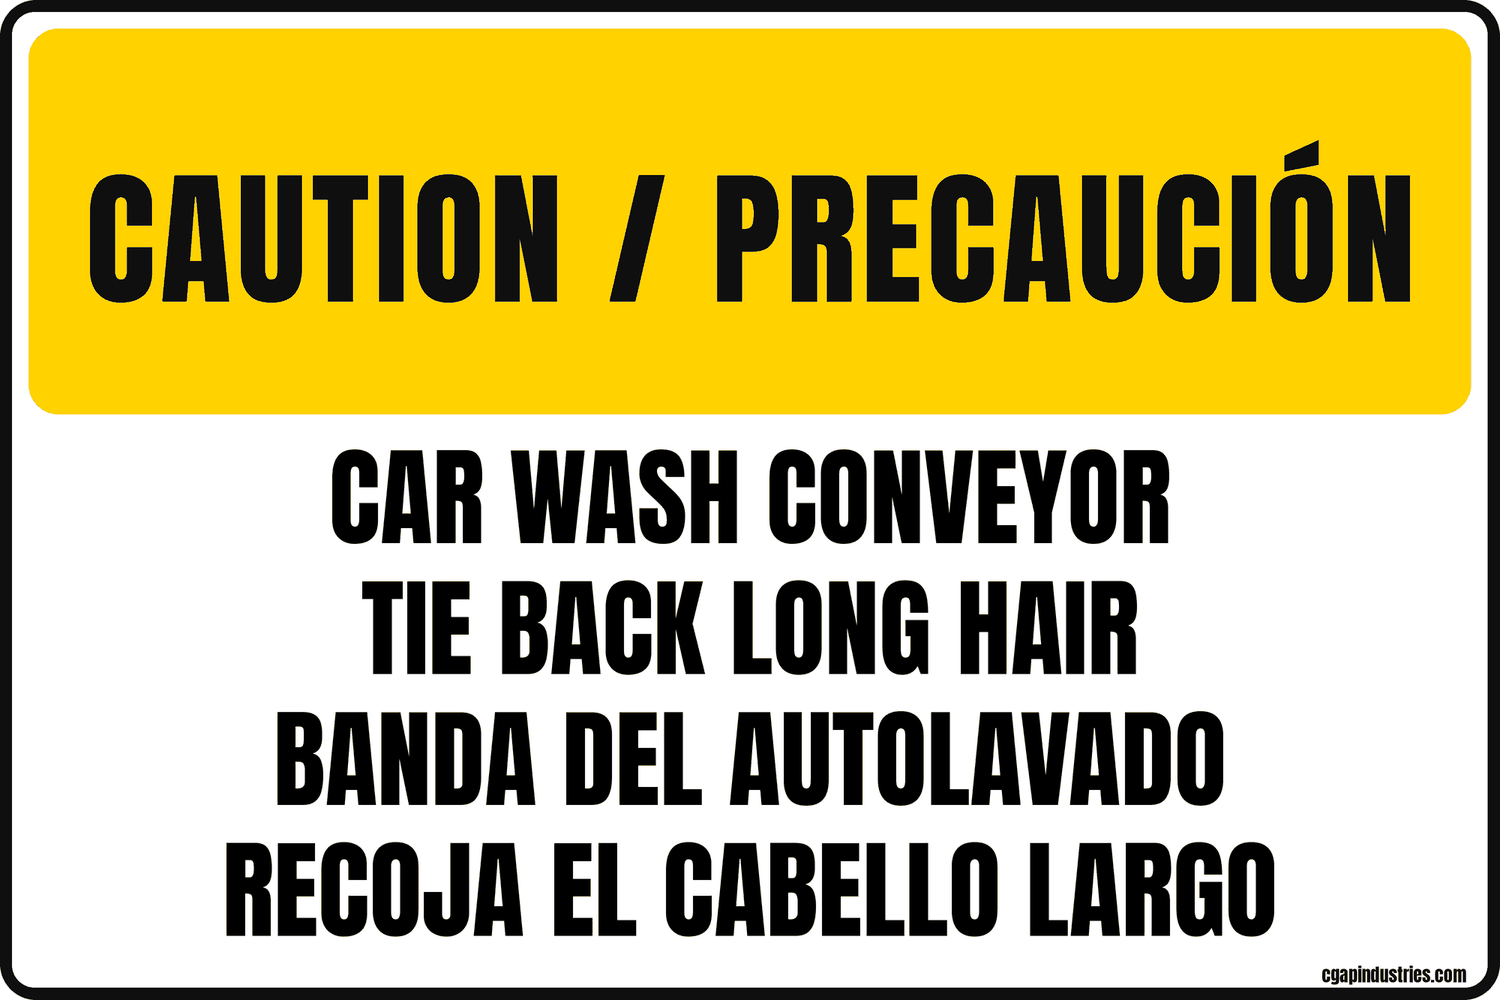 CAUTION / PRECAUCIÓN
CAR WASH CONVEYOR
TIE BACK LONG HAIR
BANDA DEL AUTOLAVADO
RECOJA EL CABELLO LARGO
cgapindustries.com